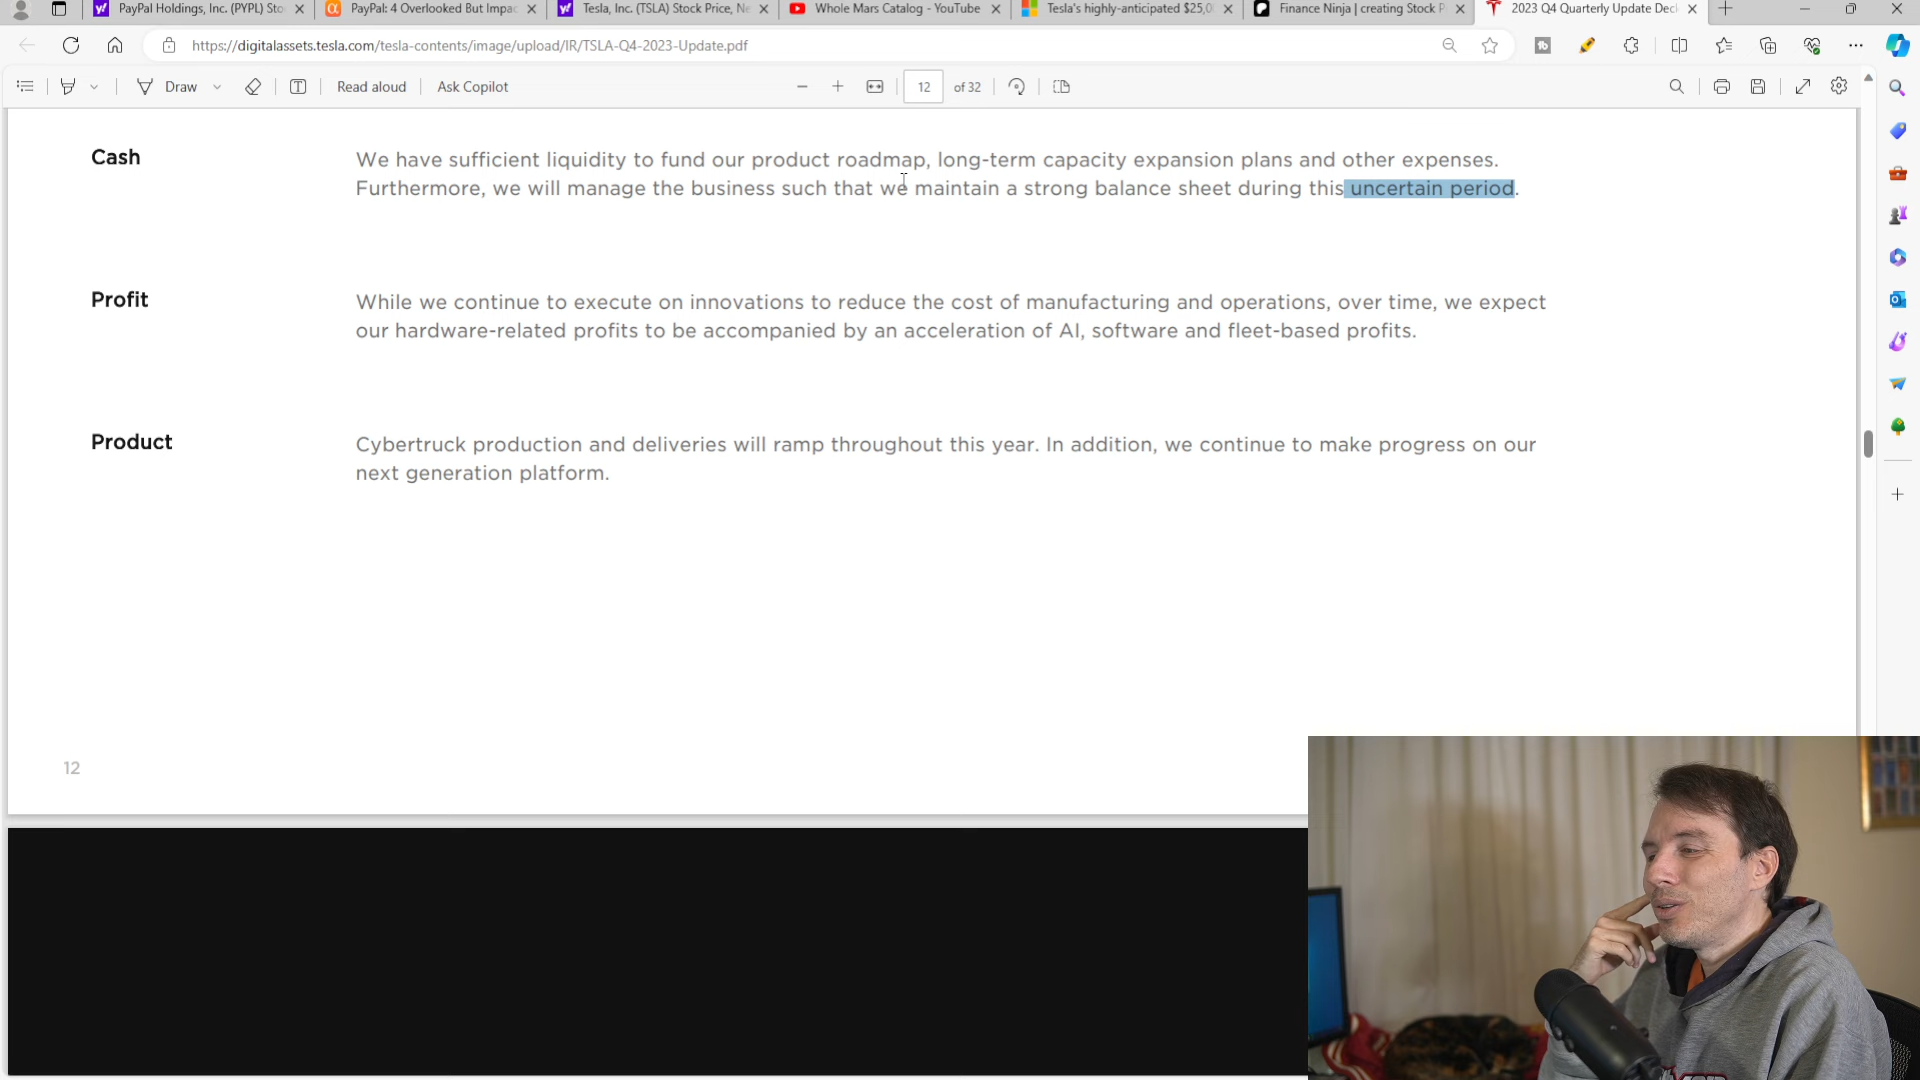 PayPal Holdings, Inc. (PYPL) Sto
PayPal: 4 Overlooked But Impac
Tesla, Inc. (TSLA) Stock Price, Ne
Whole Mars Catalog - YouTube
Tesla's highly-anticipated $25,0
Finance Ninja | creating Stock P
2023 Q4 Quarterly Update Dec
https://digitalassets.tesla.com/tesla-contents/image/upload/IR/TSLA-Q4-2023-Update.pdf
Draw
Read aloud
Ask Copilot
12 of 32
Cash
We have sufficient liquidity to fund our product roadmap, long-term capacity expansion plans and other expenses.
Furthermore, we will manage the business such that we maintain a strong balance sheet during this uncertain period.
Profit
While we continue to execute on innovations to reduce the cost of manufacturing and operations, over time, we expect
our hardware-related profits to be accompanied by an acceleration of AI, software and fleet-based profits.
Product
Cybertruck production and deliveries will ramp throughout this year. In addition, we continue to make progress on our
next generation platform.
12